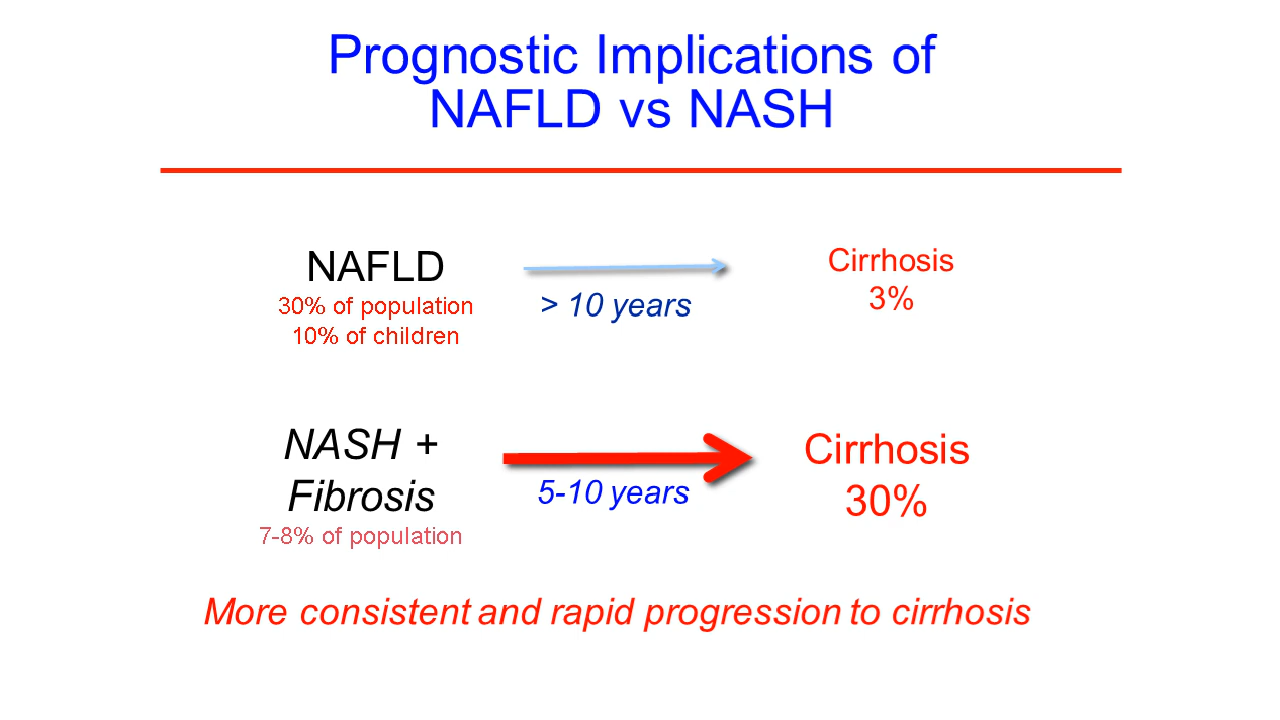 Prognostic Implications of
NAFLD vs NASH
NAFLD
30% of population
10% of children
> 10 years
Cirrhosis
3%
NASH +
Fibrosis
7-8% of population
5-10 years
Cirrhosis
30%
More consistent and rapid progression to cirrhosis